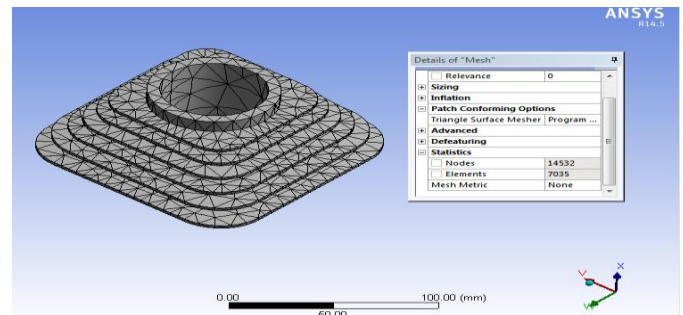 ANSYS
R14.5
Details of "Mesh"
Relevance 0
Sizing
Inflation
Patch Conforming Options
Triangle Surface Mesher Program ...
Advanced
Defeaturing
Statistics
Nodes 14532
Elements 7035
Mesh Metric None
0.00 100.00 (mm)
50.00
X